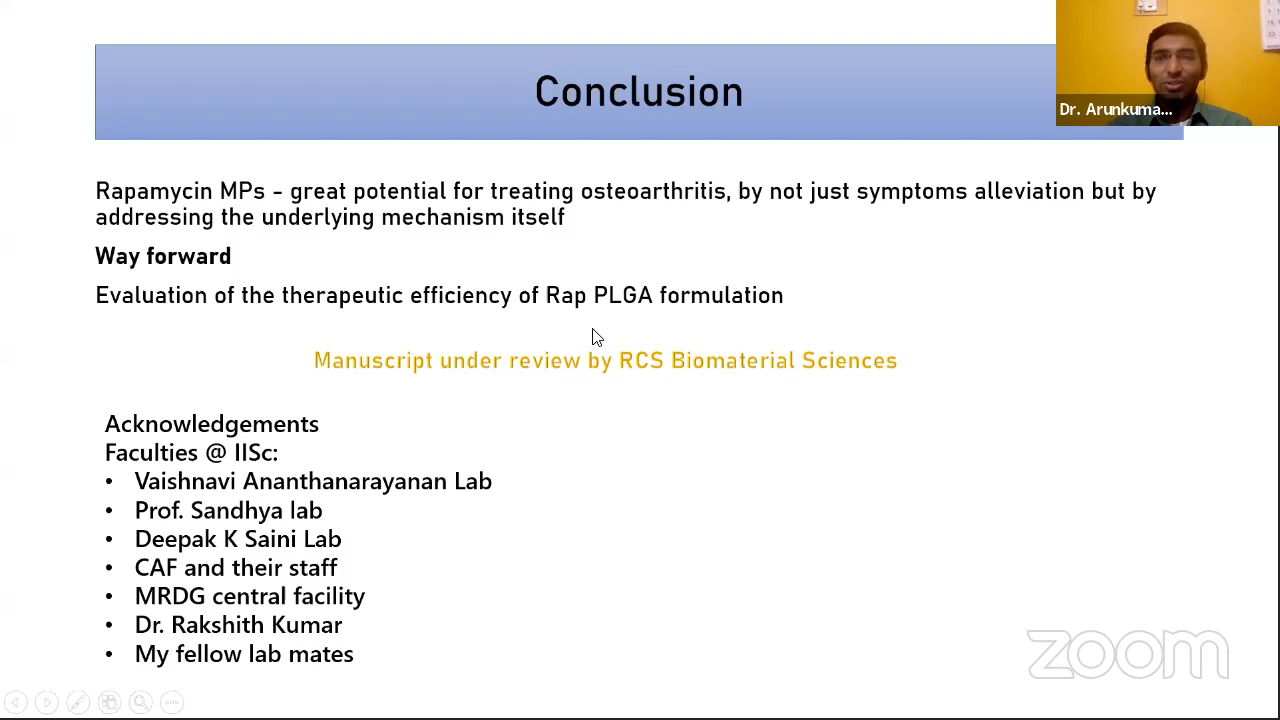 Conclusion
Dr. Arunkuma...
Rapamycin MPs - great potential for treating osteoarthritis, by not just symptoms alleviation but by
addressing the underlying mechanism itself
Way forward
Evaluation of the therapeutic efficiency of Rap PLGA formulation
Manuscript under review by RCS Biomaterial Sciences
Acknowledgements
Faculties @ IISc:
• Vaishnavi Ananthanarayanan Lab
• Prof. Sandhya lab
• Deepak K Saini Lab
• CAF and their staff
• MRDG central facility
• Dr. Rakshith Kumar
• My fellow lab mates
zoom